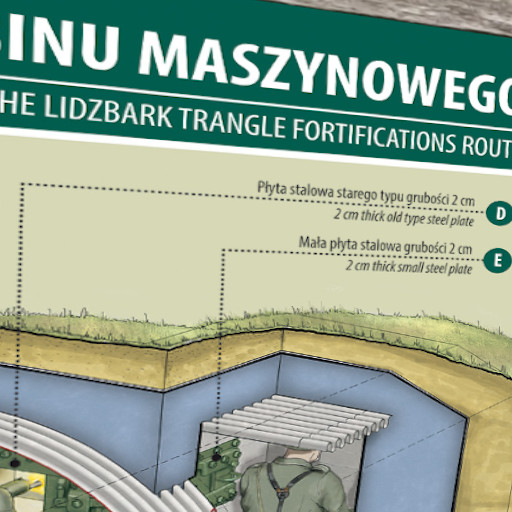 SINU MASZYNOWEGO
HE LIDZBARK TRANGLE FORTIFICATIONS ROUT
Płyta stalowa starego typu grubości 2 cm
2 cm thick old type steel plate
D
Mała płyta stalowa grubości 2 cm
2 cm thick small steel plate
E